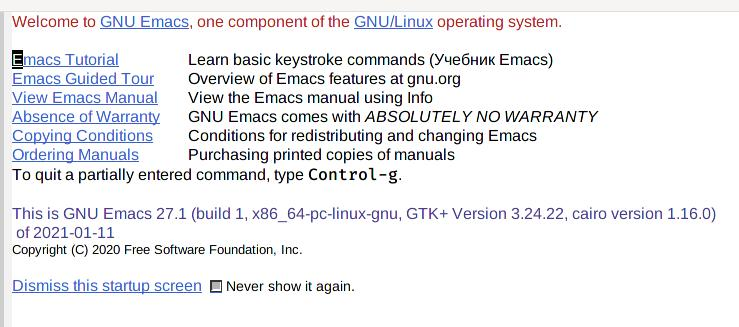 Welcome to GNU Emacs, one component of the GNU/Linux operating system.
Emacs Tutorial Learn basic keystroke commands (Учебник Emacs)
Emacs Guided Tour Overview of Emacs features at gnu.org
View Emacs Manual View the Emacs manual using Info
Absence of Warranty GNU Emacs comes with ABSOLUTELY NO WARRANTY
Copying Conditions Conditions for redistributing and changing Emacs
Ordering Manuals Purchasing printed copies of manuals
To quit a partially entered command, type Control-g.
This is GNU Emacs 27.1 (build 1, x86_64-pc-linux-gnu, GTK+ Version 3.24.22, cairo version 1.16.0)
of 2021-01-11
Copyright (C) 2020 Free Software Foundation, Inc.
Dismiss this startup screen Never show it again.